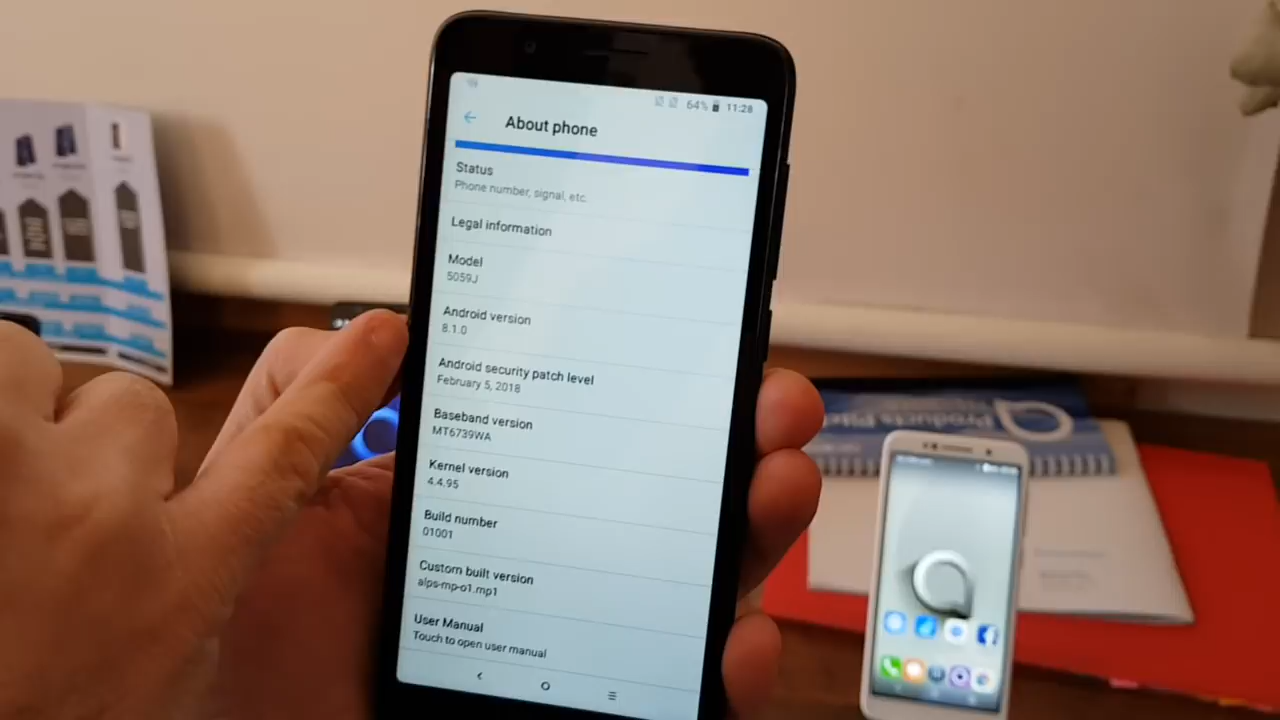 64% 11:28
About phone
Status
Phone number, signal, etc.
Legal information
Model
5059J
Android version
8.1.0
Android security patch level
February 5, 2018
Baseband version
MT6739WA
Kernel version
4.4.95
Build number
01001
Custom built version
alps-mp-o1.mp1
User Manual
Touch to open user manual
Products Pitch